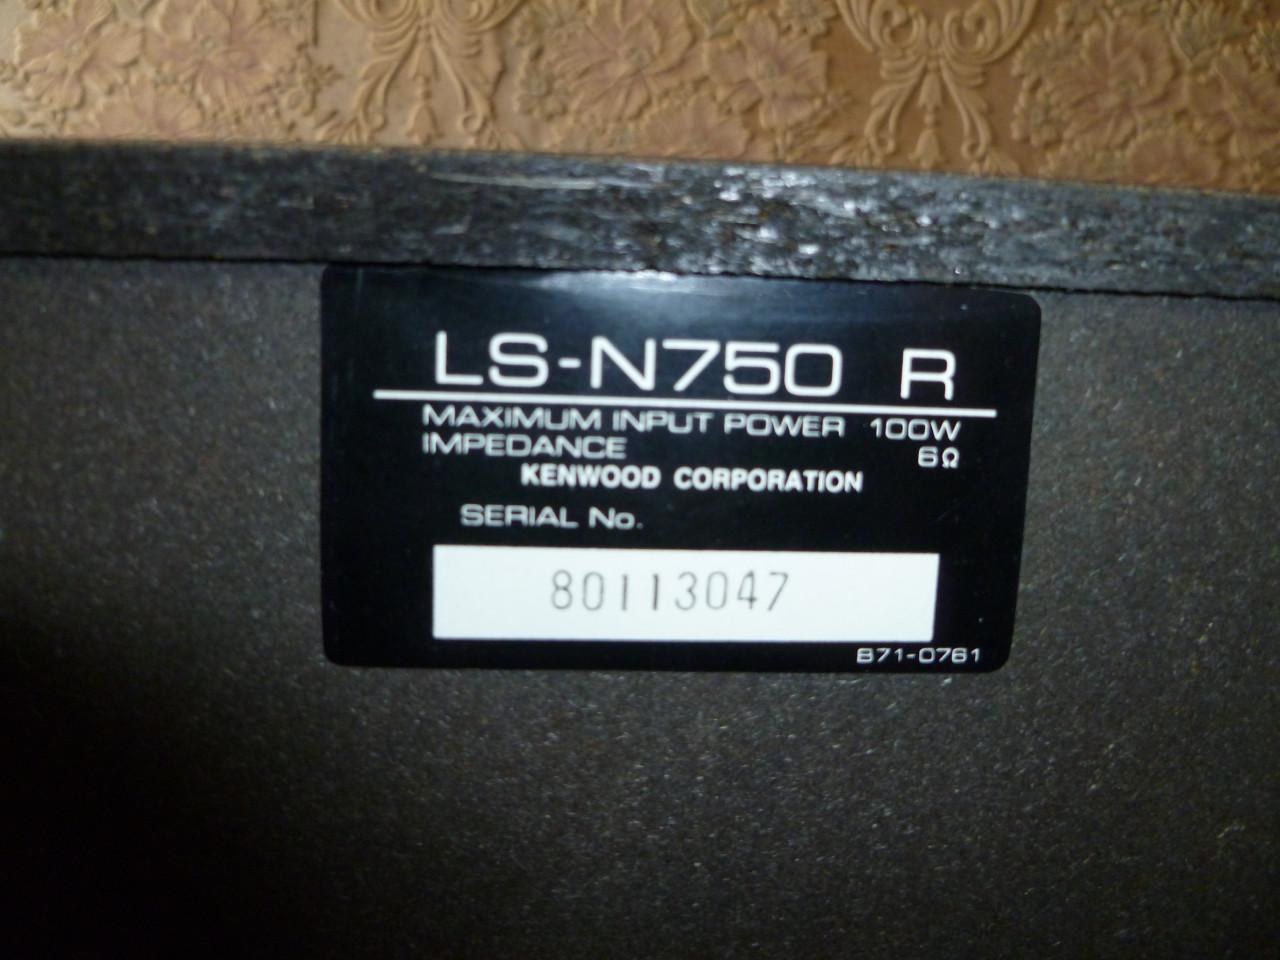 LS-N750 R
MAXIMUM INPUT POWER 100W
IMPEDANCE 6Ω
KENWOOD CORPORATION
SERIAL No.
80113047
B71-0761